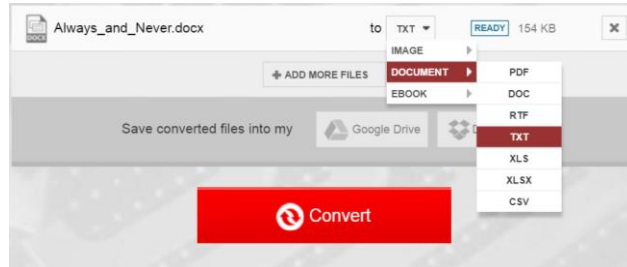 Always_and_Never.docx to TXT READY 154 KB
DOCX
IMAGE
+ ADD MORE FILES DOCUMENT PDF
EBOOK DOC
RTF
Save converted files into my Google Drive TXT
XLS
XLSX
CSV
Convert